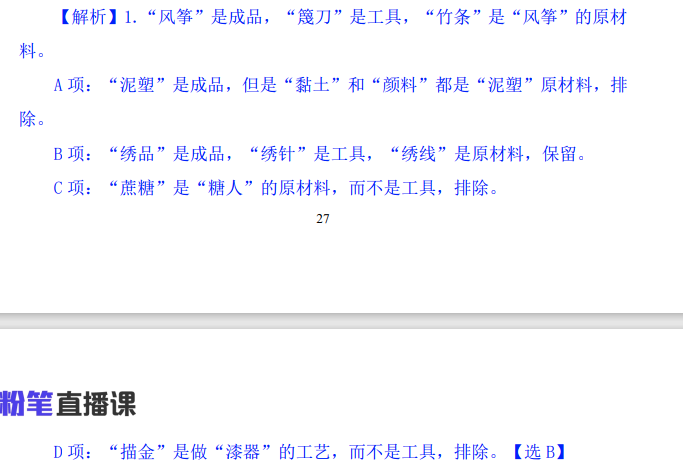 【解析】1.“风筝”是成品，“篾刀”是工具，“竹条”是“风筝”的原材
料。
A 项：“泥塑”是成品，但是“黏土”和“颜料”都是“泥塑”原材料，排
除。
B 项：“绣品”是成品，“绣针”是工具，“绣线”是原材料，保留。
C 项：“蔗糖”是“糖人”的原材料，而不是工具，排除。
27
粉笔直播课
D 项：“描金”是做“漆器”的工艺，而不是工具，排除。【选 B】